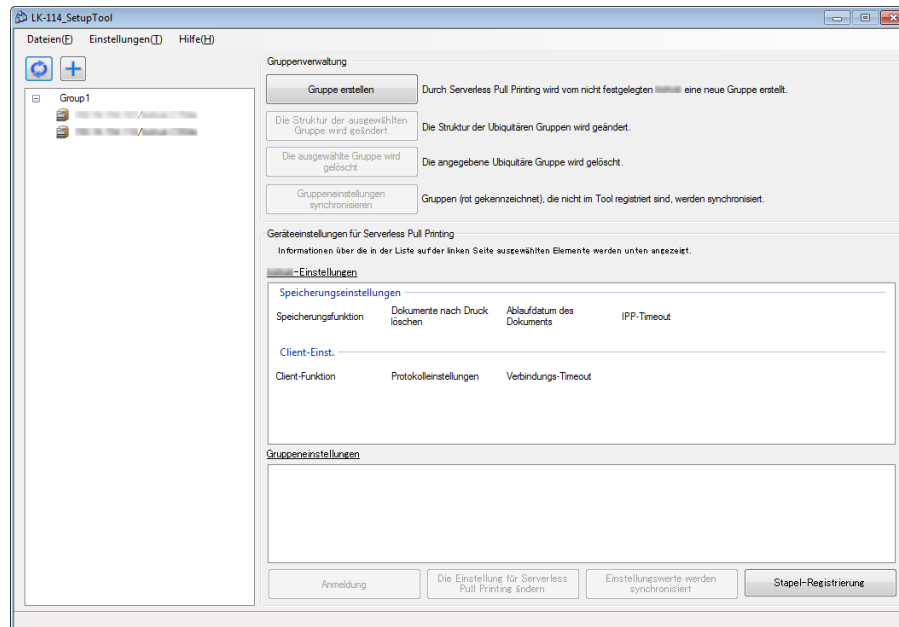 LK-114_SetupTool
Dateien(F) Einstellungen(T) Hilfe(H)
Group1
Gruppenverwaltung
Gruppe erstellen
Durch Serverless Pull Printing wird vom nicht festgelegten eine neue Gruppe erstellt.
Die Struktur der ausgewählten
Gruppe wird geändert
Die Struktur der Ubiquitären Gruppen wird geändert.
Die ausgewählte Gruppe wird
gelöscht
Die angegebene Ubiquitäre Gruppe wird gelöscht.
Gruppeneinstellungen
synchronisieren
Gruppen (rot gekennzeichnet), die nicht im Tool registriert sind, werden synchronisiert.
Geräteeinstellungen für Serverless Pull Printing
Informationen über die in der Liste auf der linken Seite ausgewählten Elemente werden unten angezeigt.
-Einstellungen
Speicherungseinstellungen
Speicherungsfunktion
Dokumente nach Druck
löschen
Ablaufdatum des
Dokuments
IPP-Timeout
Client-Einst.
Client-Funktion
Protokolleinstellungen
Verbindungs-Timeout
Gruppeneinstellungen
Anmeldung
Die Einstellung für Serverless
Pull Printing ändern
Einstellungswerte werden
synchronisiert
Stapel-Registrierung